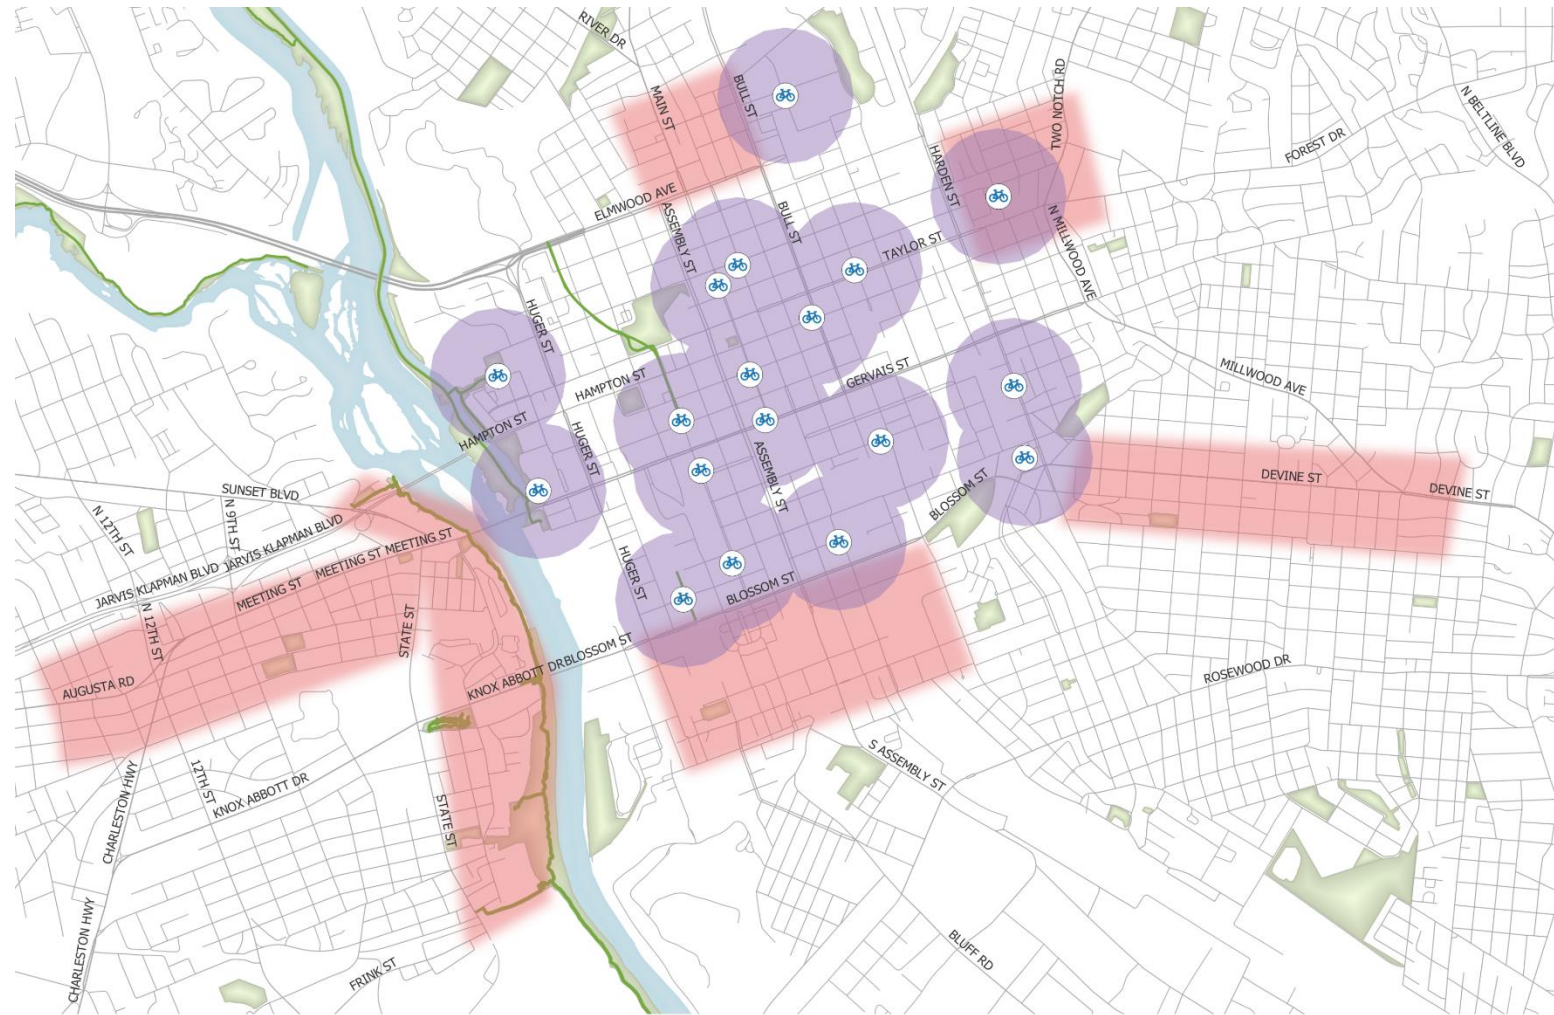 RIVER DR
MAIN ST
BULL ST
TWO NOTCH RD
N BELTLINE BLVD
FOREST DR
HARDEN ST
ELMWOOD AVE
ASSEMBLY ST
BULL ST
TAYLOR ST
N MILLWOOD AVE
HUGER ST
HAMPTON ST
GERVAIS ST
MILLWOOD AVE
HAMPTON ST
HUGER ST
ASSEMBLY ST
BLOSSOM ST
DEVINE ST
DEVINE ST
SUNSET BLVD
N 12TH ST
N 9TH ST
JARVIS KLAPMAN BLVD
JARVIS KLAPMAN BLVD
MEETING ST
MEETING ST
MEETING ST
HUGER ST
BLOSSOM ST
N 12TH ST
STATE ST
BLOSSOM ST
KNOX ABBOTT DR
AUGUSTA RD
ROSEWOOD DR
S ASSEMBLY ST
CHARLESTON HWY
12TH ST
KNOX ABBOTT DR
STATE ST
CHARLESTON HWY
FRINK ST
BLUFF RD